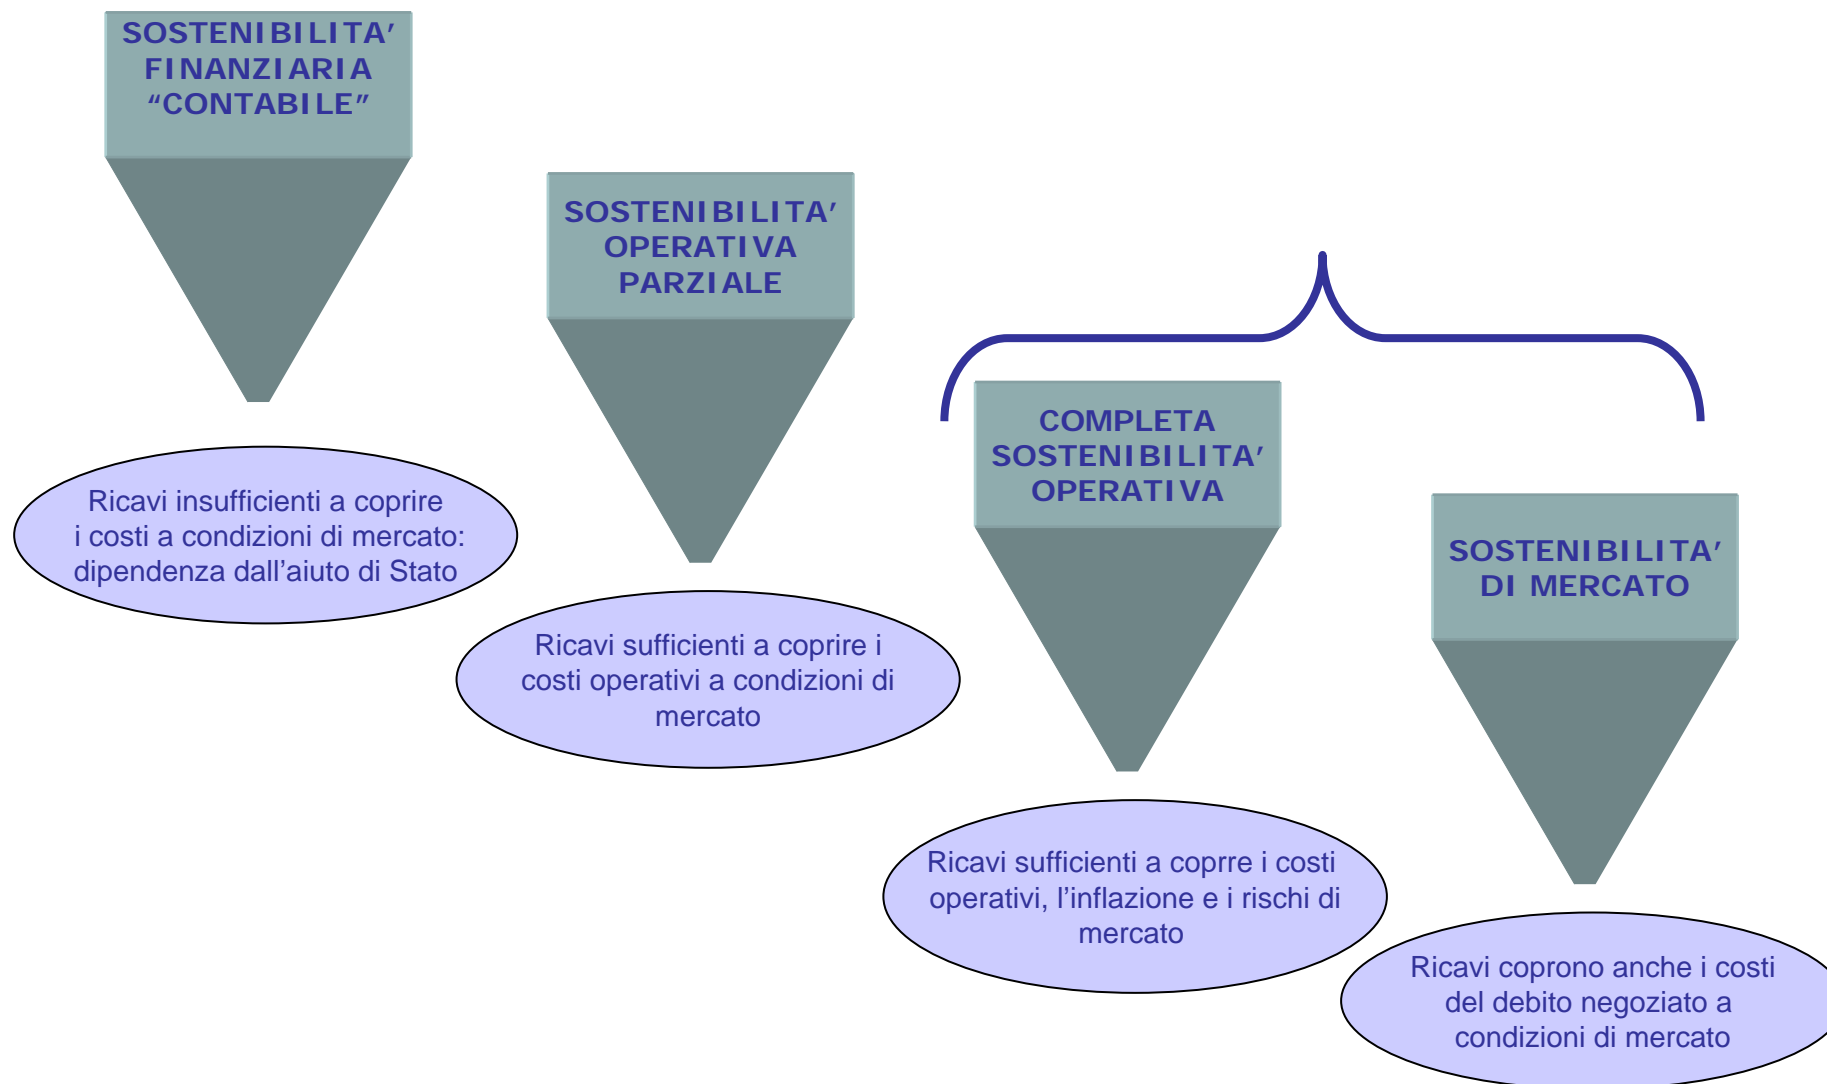 SOSTENIBILITA’
FINANZIARIA
“CONTABILE”
Ricavi insufficienti a coprire
i costi a condizioni di mercato:
dipendenza dall’aiuto di Stato
SOSTENIBILITA’
OPERATIVA
PARZIALE
Ricavi sufficienti a coprire i
costi operativi a condizioni di
mercato
COMPLETA
SOSTENIBILITA’
OPERATIVA
Ricavi sufficienti a coprre i costi
operativi, l’inflazione e i rischi di
mercato
SOSTENIBILITA’
DI MERCATO
Ricavi coprono anche i costi
del debito negoziato a
condizioni di mercato